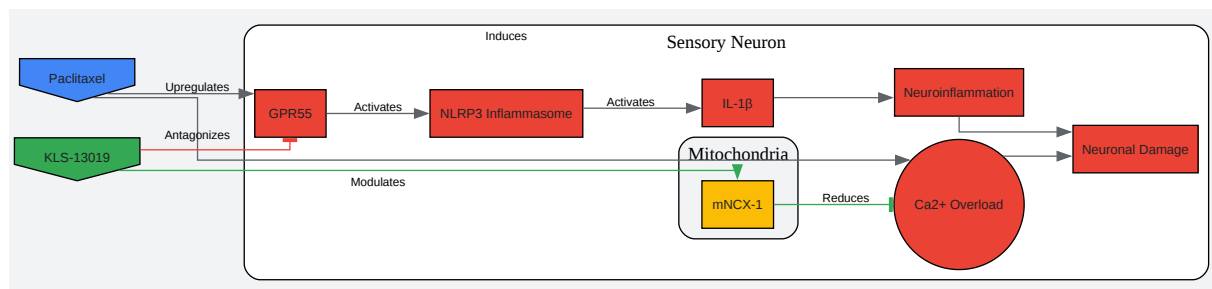 Induces
Sensory Neuron
Paclitaxel
Upregulates
GPR55
Activates
NLRP3 Inflammasome
Activates
IL-1β
Neuroinflammation
Antagonizes
KLS-13019
Modulates
Mitochondria
mNCX-1
Reduces
Ca2+ Overload
Neuronal Damage